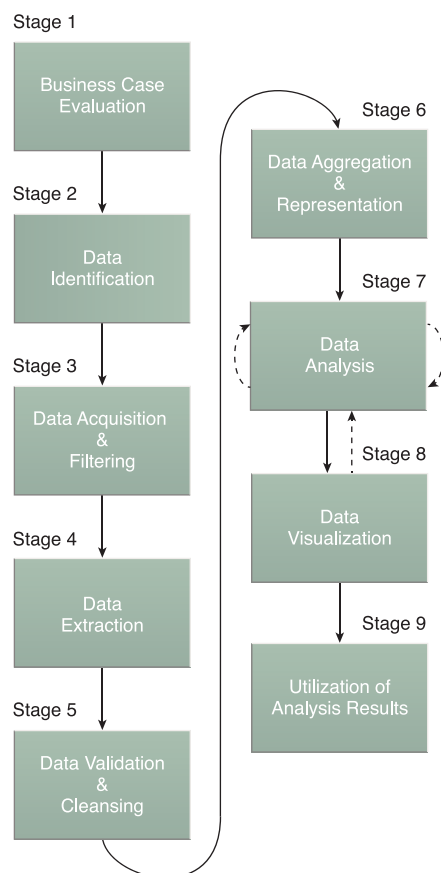 Stage 1
Business Case
Evaluation
Stage 2
Data
Identification
Stage 3
Data Acquisition
&
Filtering
Stage 4
Data
Extraction
Stage 5
Data Validation
&
Cleansing
Stage 6
Data Aggregation
&
Representation
Stage 7
Data
Analysis
Stage 8
Data
Visualization
Stage 9
Utilization of
Analysis Results